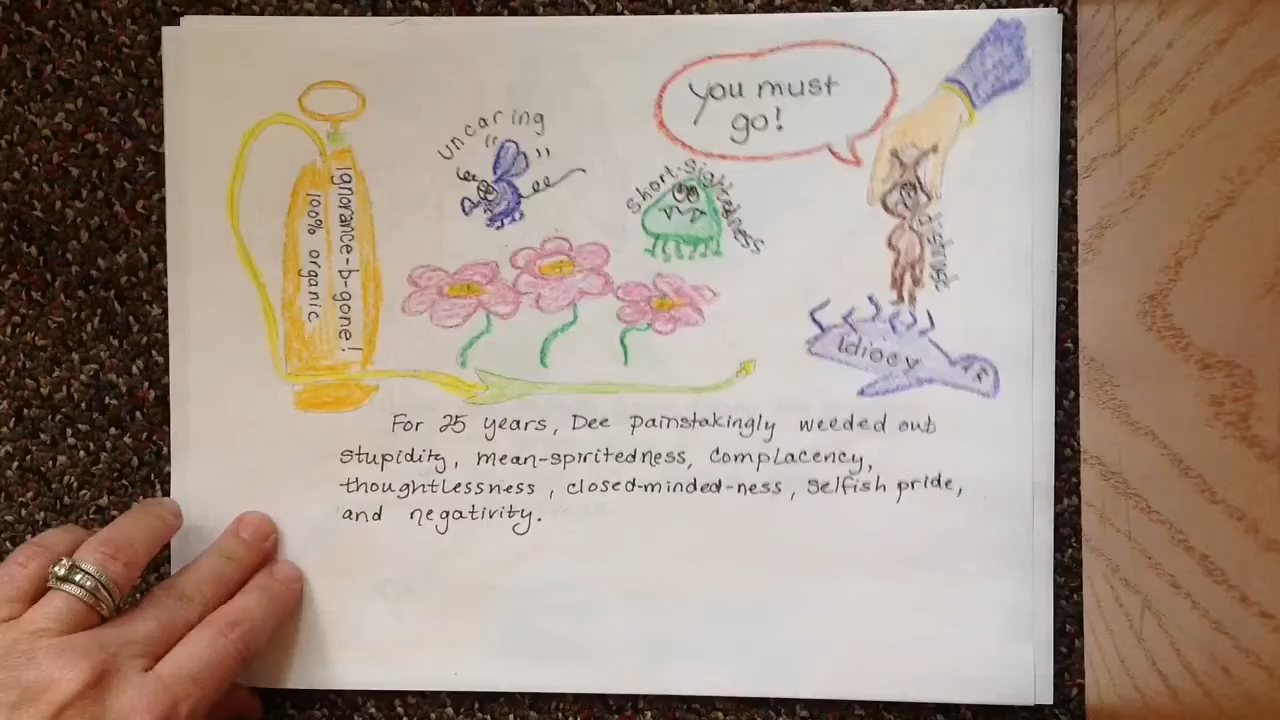 Ignorance-b-gone!
100% organic
uncaring
short-sightedness
You must
go!
distrust
idiocy
For 25 years, Dee painstakingly weeded out
stupidity, mean-spiritedness, complacency,
thoughtlessness, closed-minded-ness, selfish pride,
and negativity.